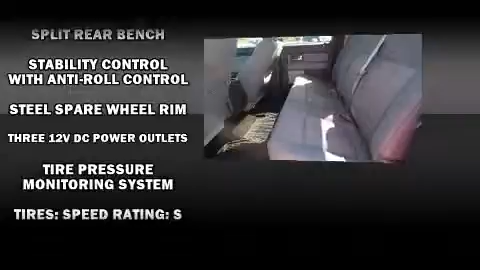 SPLIT REAR BENCH
STABILITY CONTROL
WITH ANTI-ROLL CONTROL
STEEL SPARE WHEEL RIM
THREE 12V DC POWER OUTLETS
TIRE PRESSURE
MONITORING SYSTEM
TIRES: SPEED RATING: S